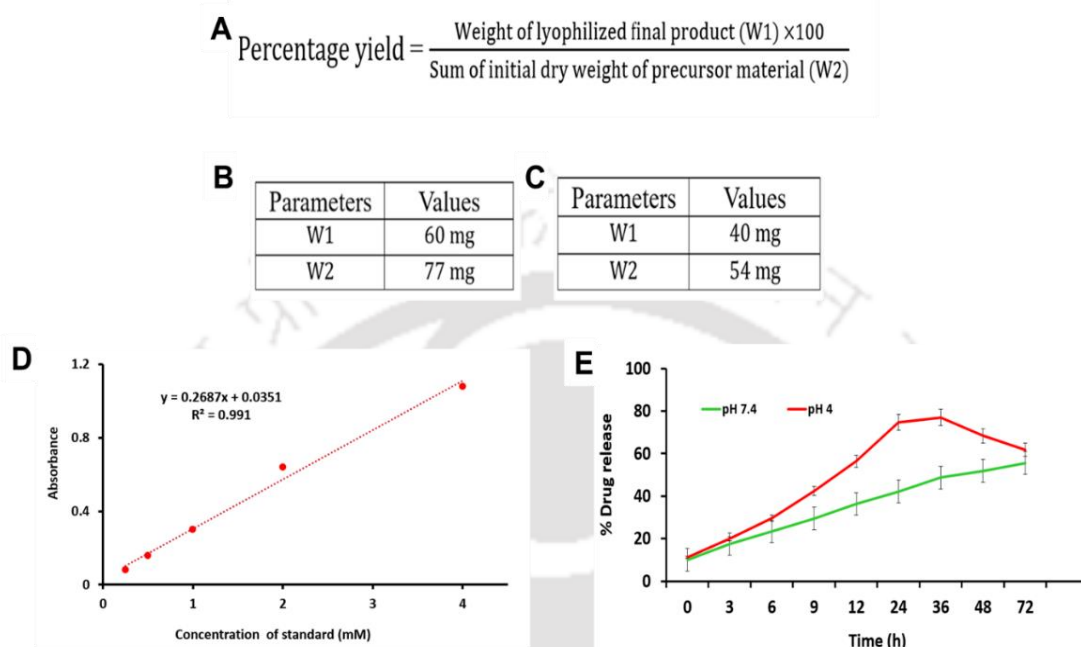 A
Percentage yield = Weight of lyophilized final product (W1) ×100
Sum of initial dry weight of precursor material (W2)
B
Parameters Values
W1 60 mg
W2 77 mg
C
Parameters Values
W1 40 mg
W2 54 mg
D
1.2
0.8
0.4
0
y = 0.2687x + 0.0351
R² = 0.991
Absorbance
0 1 2 3 4
Concentration of standard (mM)
E
100
80
60
40
20
0
pH 7.4 pH 4
% Drug release
0 3 6 9 12 24 36 48 72
Time (h)